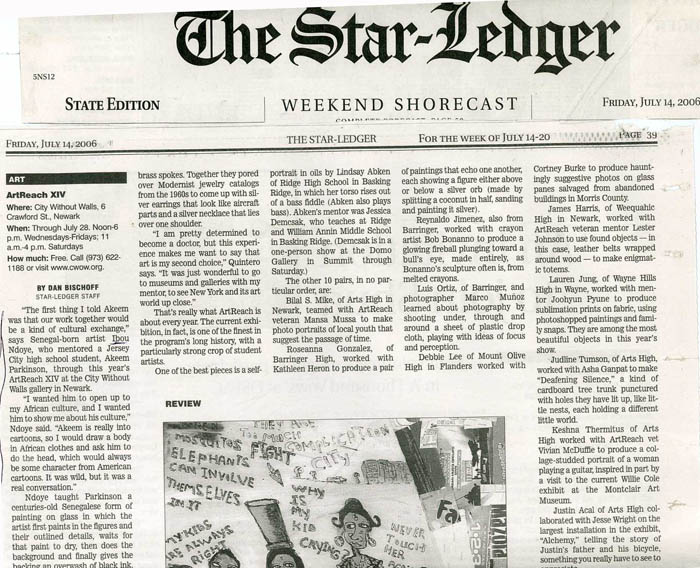 The Star-Ledger
5NS12
STATE EDITION
WEEKEND SHORECAST
FRIDAY, JULY 14, 2006
FRIDAY, JULY 14, 2006
THE STAR-LEDGER
FOR THE WEEK OF JULY 14-20
PAGE 39
ART
ArtReach XIV
Where: City Without Walls, 6
Crawford St., Newark
When: Through July 28. Noon-6
p.m. Wednesdays-Fridays; 11
a.m.-4 p.m. Saturdays
How much: Free. Call (973) 622-
1188 or visit www.cwow.org.
BY DAN BISCHOFF
STAR-LEDGER STAFF
"The first thing I told Akeem
was that our work together would
be a kind of cultural exchange,"
says Senegal-born artist Ibou
Ndoye, who mentored a Jersey
City high school student, Akeem
Parkinson, through this year's
ArtReach XIV at the City Without
Walls gallery in Newark.
"I wanted him to open up to
my African culture, and I wanted
him to show me about his culture,"
Ndoye said. "Akeem is really into
cartoons, so I would draw a body
in African clothes and ask him to
do the head, which would always
be some character from American
cartoons. It was wild, but it was a
real conversation."
Ndoye taught Parkinson a
centuries-old Senegalese form of
painting on glass in which the
artist first paints in the figures and
their outlined details, waits for
that paint to dry, then does the
background and finally gives the
backing an overwash of black ink.
brass spokes. Together they pored
over Modernist jewelry catalogs
from the 1960s to come up with sil-
ver earrings that look like aircraft
parts and a silver necklace that lies
over one shoulder.
"I am pretty determined to
become a doctor, but this experi-
ence makes me want to say that
art is my second choice," Quintero
says. "It was just wonderful to go
to museums and galleries with my
mentor, to see New York and its art
world up close."
That's really what ArtReach is
about every year. The current exhi-
bition, in fact, is one of the finest in
the program's long history, with a
particularly strong crop of student
artists.
One of the best pieces is a self-
portrait in oils by Lindsay Abken
of Ridge High School in Basking
Ridge, in which her torso rises out
of a bass fiddle (Abken also plays
bass). Abken's mentor was Jessica
Demcsak, who teaches at Ridge
and William Annin Middle School
in Basking Ridge. (Demcsak is in a
one-person show at the Domo
Gallery in Summit through
Saturday.)
The other 10 pairs, in no par-
ticular order, are:
Bilal S. Mike, of Arts High in
Newark, teamed with ArtReach
veteran Mansa Mussa to make
photo portraits of local youth that
suggest the passage of time.
Roseanna Gonzales, of
Barringer High, worked with
Kathleen Heron to produce a pair
of paintings that echo one another,
each showing a figure either above
or below a silver orb (made by
splitting a coconut in half, sanding
and painting it silver).
Reynaldo Jiminez, also from
Barringer, worked with crayon
artist Bob Bonanno to produce a
glowing fireball plunging toward a
bull's eye, made entirely, as
Bonanno's sculpture often is, from
melted crayons.
Luis Ortiz, of Barringer, and
photographer Marco Muñoz
learned about photography by
shooting under, through and
around a sheet of plastic drop
cloth, playing with ideas of focus
and perception.
Debbie Lee of Mount Olive
High in Flanders worked with
Cortney Burke to produce haunt-
ingly suggestive photos on glass
panes salvaged from abandoned
buildings in Morris County.
James Harris, of Weequahic
High in Newark, worked with
ArtReach veteran mentor Lester
Johnson to use found objects — in
this case, leather belts wrapped
around wood — to make enigmat-
ic totems.
Lauren Jung, of Wayne Hills
High in Wayne, worked with men-
tor Joohyun Pyune to produce
sublimation prints on fabric, using
photoshopped paintings and fami-
ly snaps. They are among the most
beautiful objects in this year's
show.
Judline Tumson, of Arts High,
worked with Asha Ganpat to make
"Deafening Silence," a kind of
cardboard tree trunk punctured
with holes they have lit up, like lit-
tle nests, each holding a different
little world.
Keshna Thermitus of Arts
High worked with ArtReach vet
Vivian McDuffie to produce a col-
lage-studded portrait of a woman
playing a guitar, inspired in part by
a visit to the current Willie Cole
exhibit at the Montclair Art
Museum.
Justin Acal of Arts High col-
laborated with Jesse Wright on the
largest installation in the exhibit,
"Alchemy," telling the story of
Justin's father and his bicycle,
something you really have to see to
REVIEW
THEY NOT
TO MUCH
COMPLICATION
MOSQUITOS FIGHT
CITY
ELEPHANTS
CAN INVOLVE
THEMSELVES
IN IT
WHY
IS
MY
KID
CRYING?
MY KIDS
ARE ALWAYS
RIGHT
NEVER
TOUCH
HER